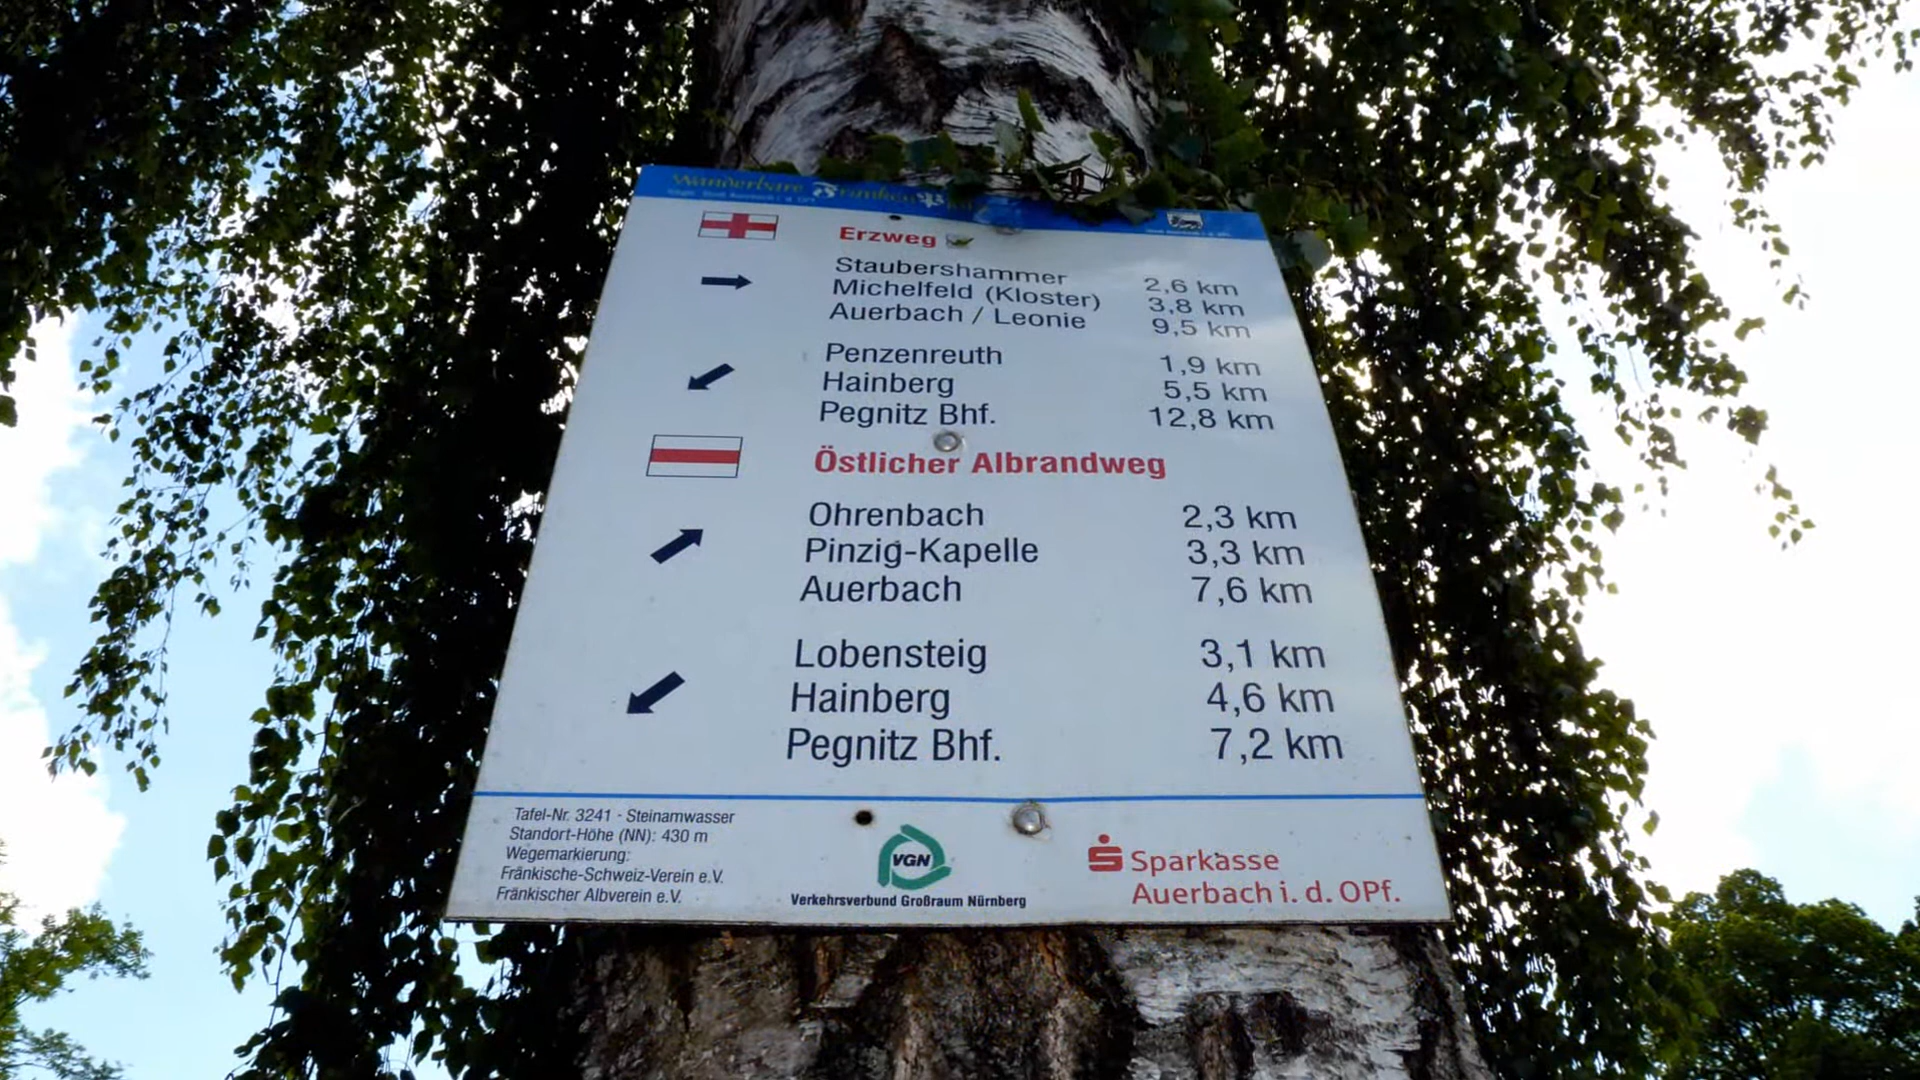 Wanderbare Fränkische
Erzweg
Staubershammer 2,6 km
Michelfeld (Kloster) 3,8 km
Auerbach / Leonie 9,5 km
Penzenreuth 1,9 km
Hainberg 5,5 km
Pegnitz Bhf. 12,8 km
Östlicher Albrandweg
Ohrenbach 2,3 km
Pinzig-Kapelle 3,3 km
Auerbach 7,6 km
Lobensteig 3,1 km
Hainberg 4,6 km
Pegnitz Bhf. 7,2 km
Tafel-Nr. 3241 · Steinamwasser
Standort-Höhe (NN): 430 m
Wegemarkierung:
Fränkische-Schweiz-Verein e.V.
Fränkischer Albverein e.V.
VGN
Verkehrsverbund Großraum Nürnberg
Sparkasse
Auerbach i. d. OPf.